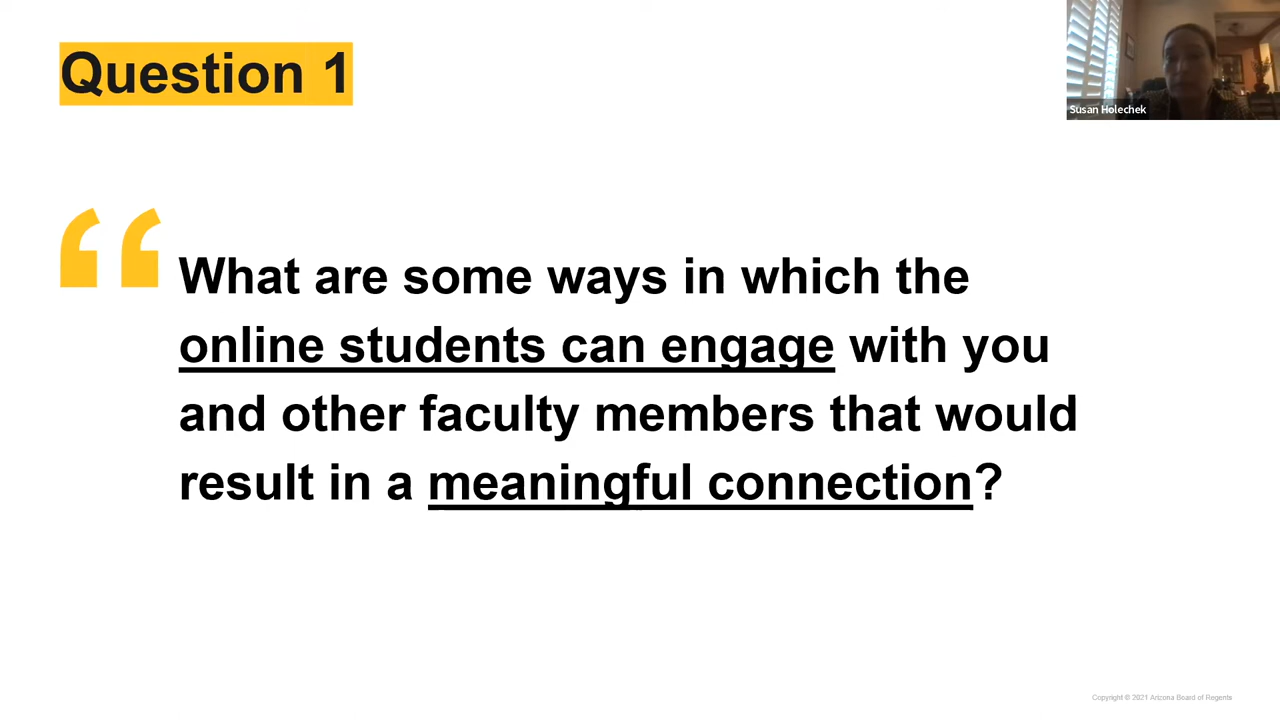 Question 1
Susan Holechek
“What are some ways in which the
online students can engage with you
and other faculty members that would
result in a meaningful connection?
Copyright © 2021 Arizona Board of Regents